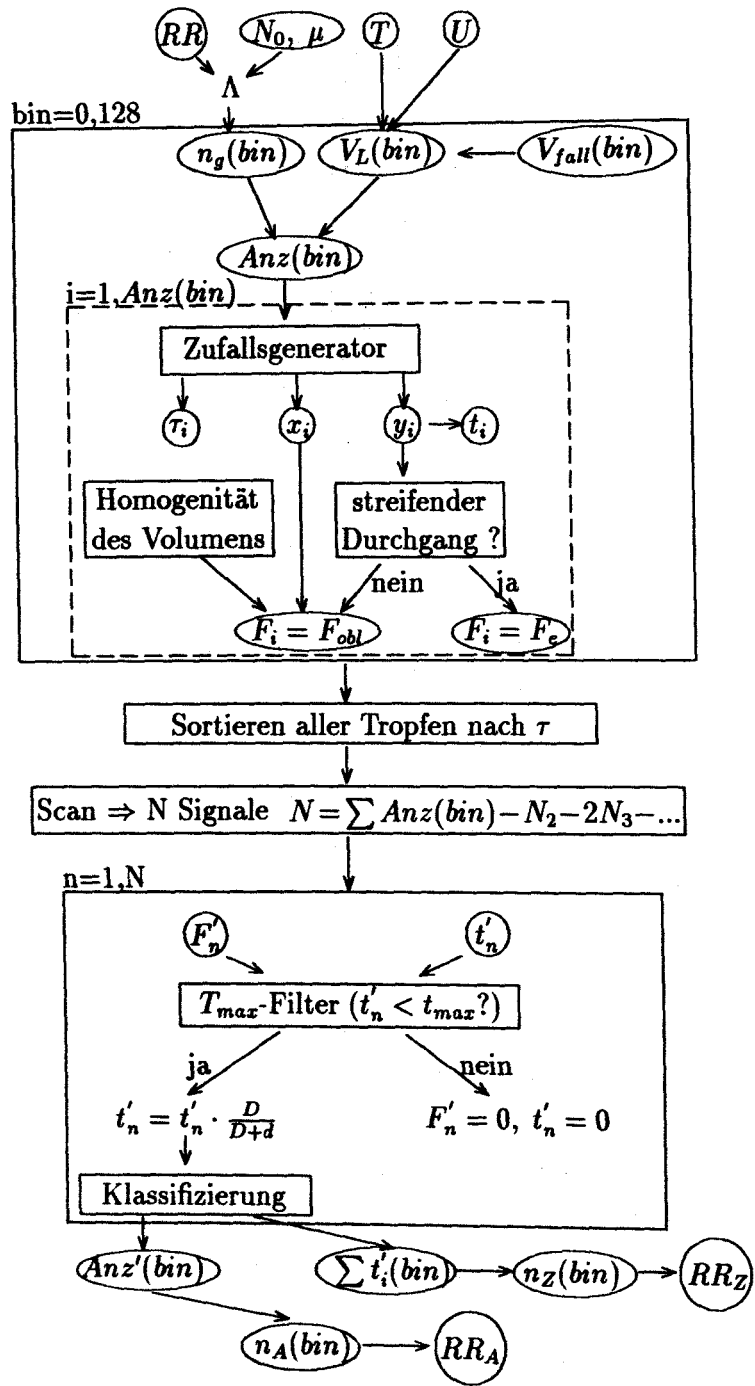 RR N₀, μ T U
Λ
bin=0,128
n_g(bin) V_L(bin) V_fall(bin)
Anz(bin)
i=1,Anz(bin)
Zufallsgenerator
τ_i x_i y_i t_i
Homogenität
des Volumens
streifender
Durchgang ?
nein ja
F_i = F_obl F_i = F_e
Sortieren aller Tropfen nach τ
Scan ⇒ N Signale N = ∑ Anz(bin) − N₂ − 2N₃ − ...
n=1,N
F'_n t'_n
T_max-Filter (t'_n < t_max?)
ja nein
t'_n = t'_n · D/(D+d) F'_n = 0, t'_n = 0
Klassifizierung
Anz'(bin) ∑ t'_i(bin) n_Z(bin) RR_Z
n_A(bin) RR_A